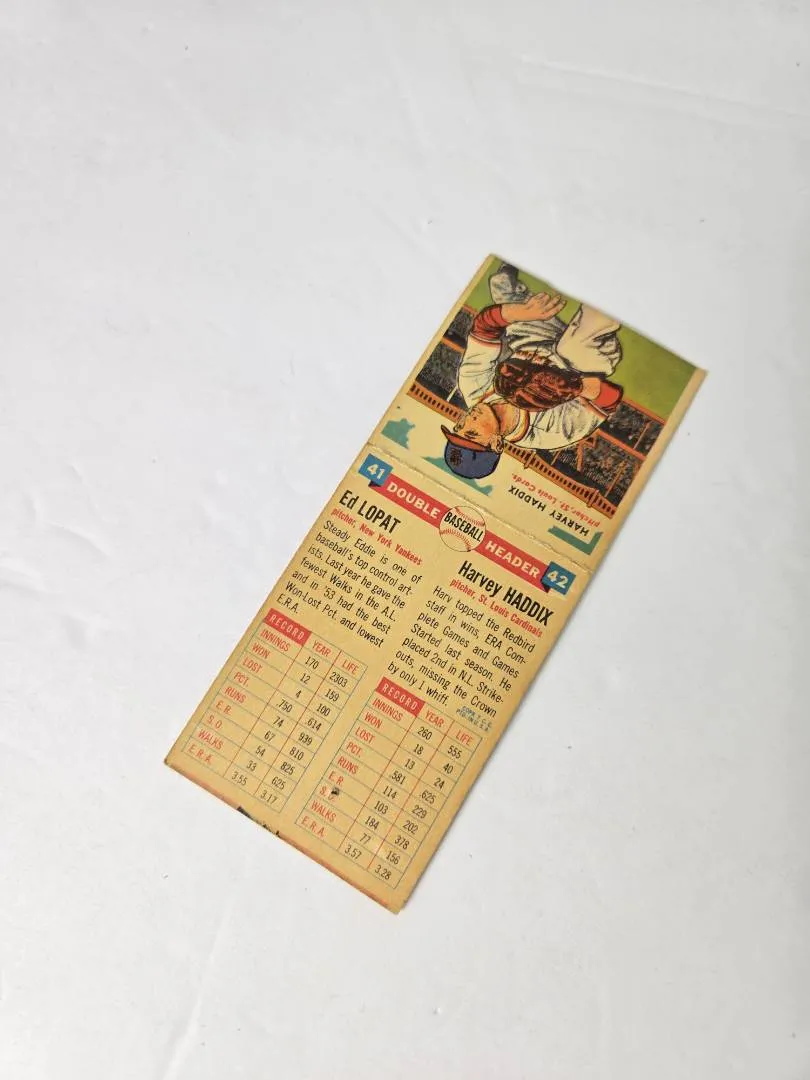 HARVEY HADDIX
pitcher, St. Louis Cards.
41
DOUBLE BASEBALL HEADER
42
Ed LOPAT
pitcher, New York Yankees
Steady Eddie is one of
baseball's top control art-
ists. Last year he gave the
fewest Walks in the A.L.
and in '53 had the best
Won-Lost Pct. and lowest
E.R.A.
RECORD YEAR LIFE
INNINGS 170 2303
WON 12 159
LOST 4 100
PCT. .750 .614
RUNS 74 939
E.R. 67 810
S.O 54 825
WALKS 33 625
E.R.A. 3.55 3.17
Harvey HADDIX
pitcher, St. Louis Cardinals
Harv topped the Redbird
staff in wins, ERA Com-
plete Games and Games
Started last season. He
placed 2nd in N.L. Strike-
outs, missing the Crown
by only 1 whiff.
COPR T.C.G.
PTD. IN U.S.A.
RECORD YEAR LIFE
INNINGS 260 555
WON 18 40
LOST 13 24
PCT. .581 .625
RUNS 114 229
E.R. 103 202
S.O. 184 378
WALKS 77 156
E.R.A. 3.57 3.28